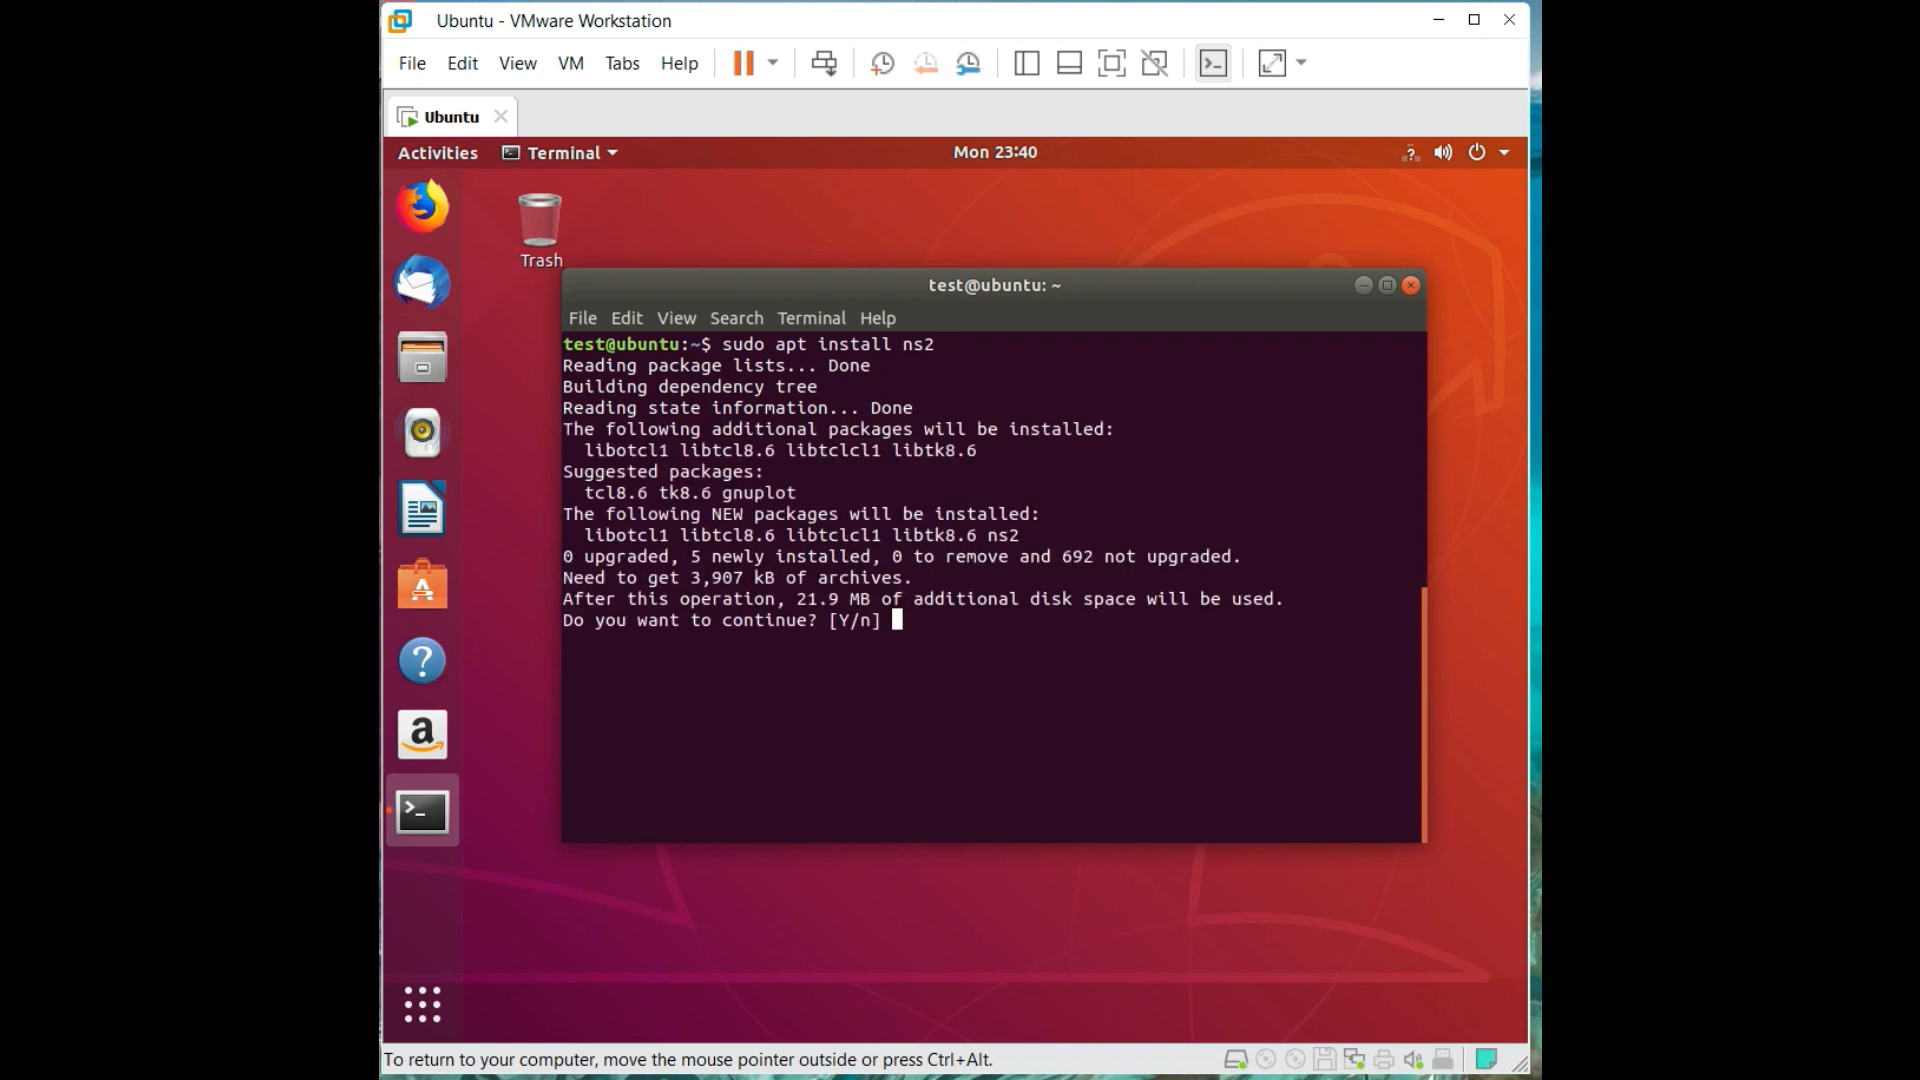 Ubuntu - VMware Workstation
File Edit View VM Tabs Help
Ubuntu
Activities Terminal Mon 23:40
Trash
test@ubuntu: ~
File Edit View Search Terminal Help
test@ubuntu:~$ sudo apt install ns2
Reading package lists... Done
Building dependency tree
Reading state information... Done
The following additional packages will be installed:
libotcl1 libtcl8.6 libtclcl1 libtk8.6
Suggested packages:
tcl8.6 tk8.6 gnuplot
The following NEW packages will be installed:
libotcl1 libtcl8.6 libtclcl1 libtk8.6 ns2
0 upgraded, 5 newly installed, 0 to remove and 692 not upgraded.
Need to get 3,907 kB of archives.
After this operation, 21.9 MB of additional disk space will be used.
Do you want to continue? [Y/n]
To return to your computer, move the mouse pointer outside or press Ctrl+Alt.